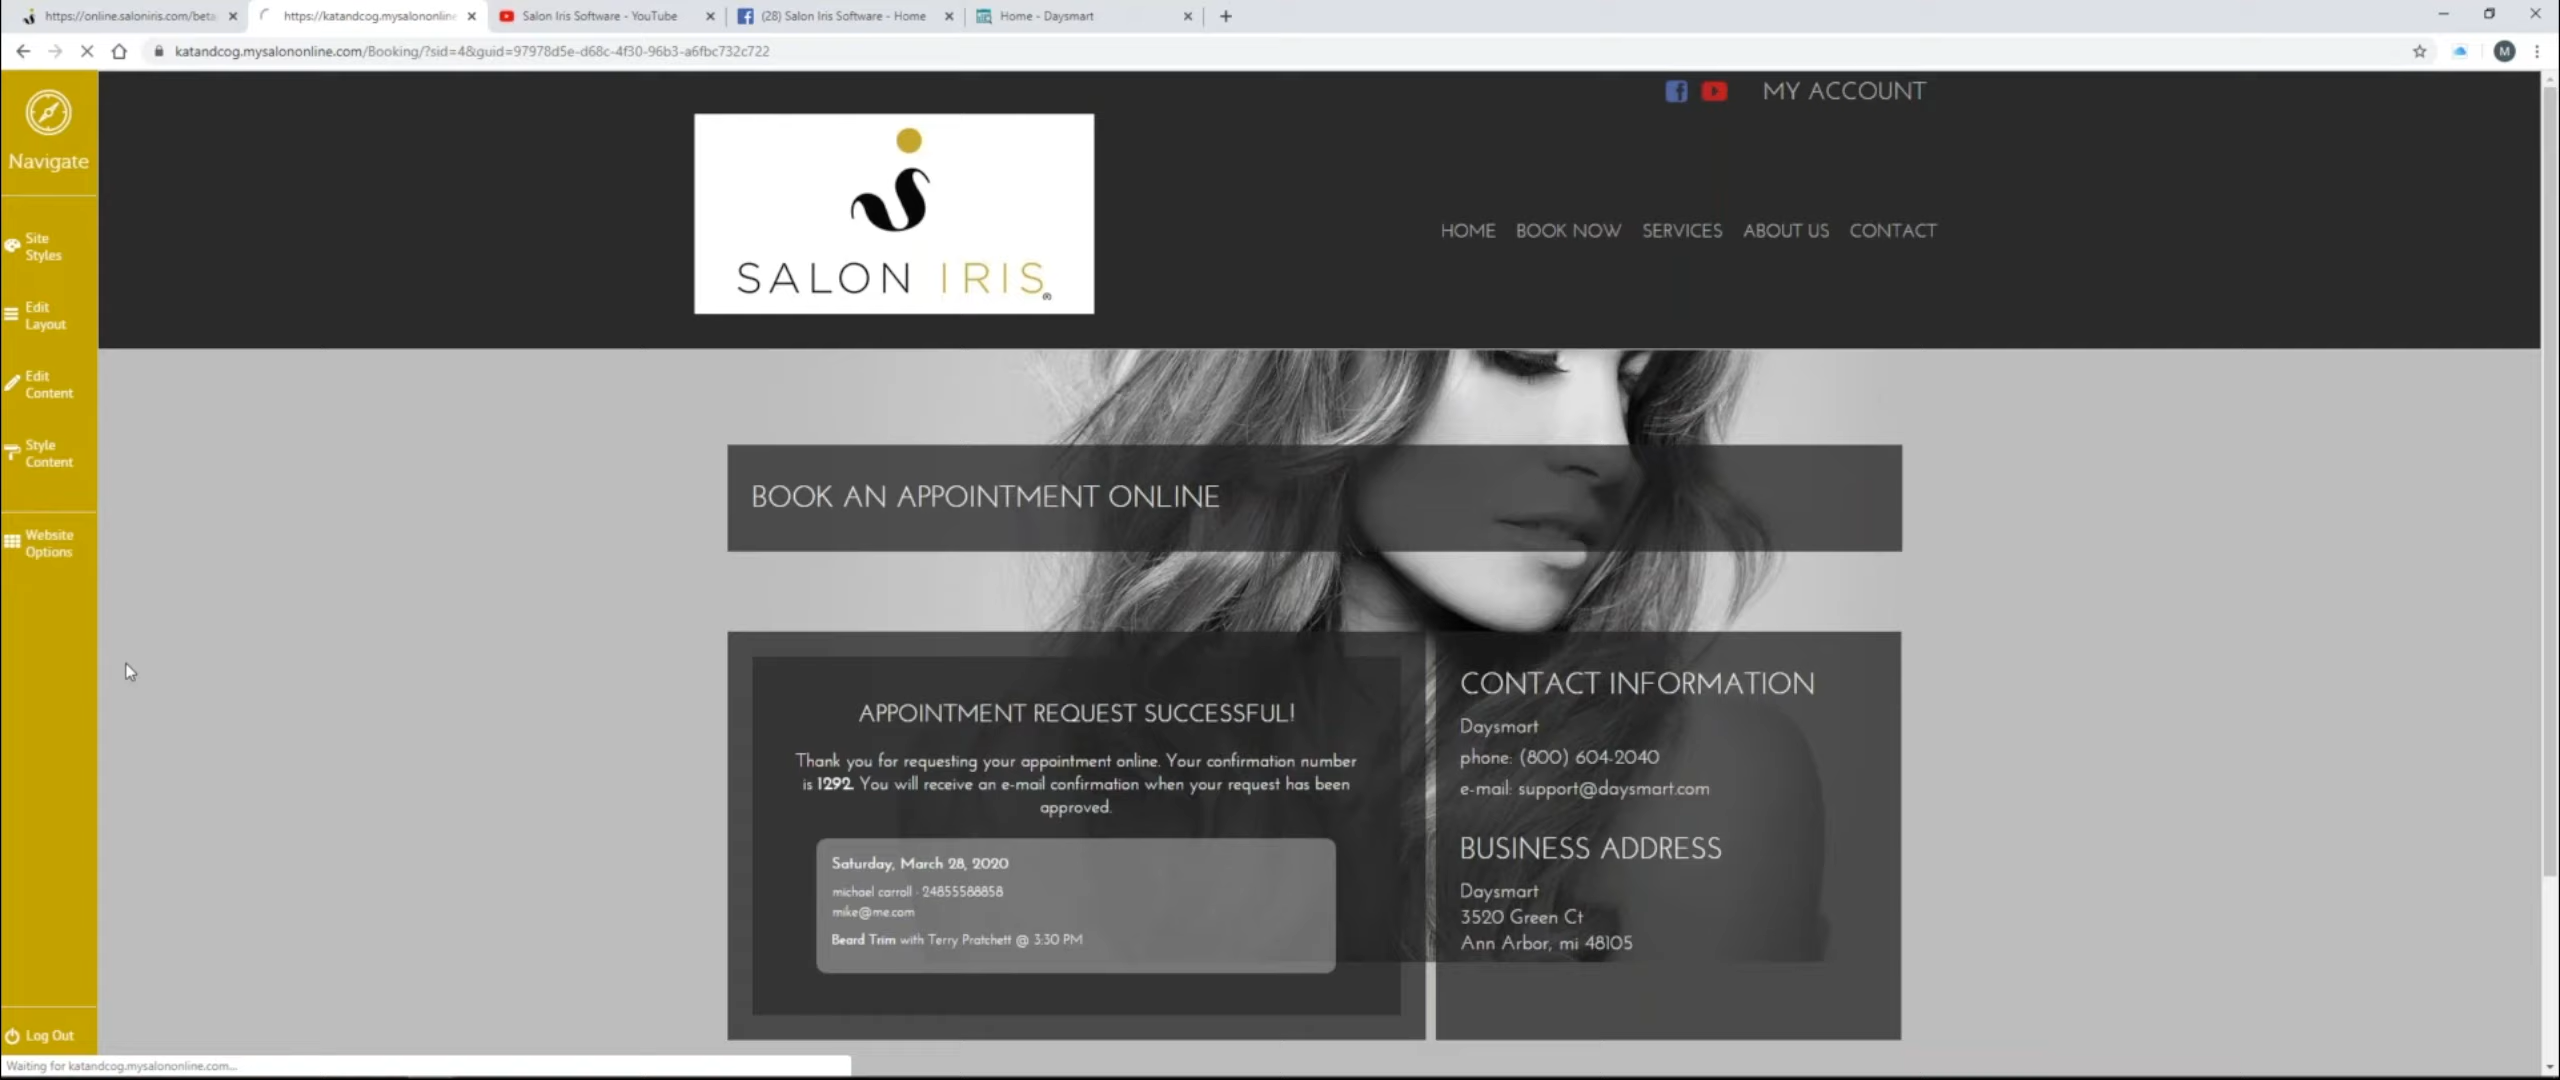 https://online.saloniris.com/beta
https://katandcog.mysalononline
Salon Iris Software - YouTube
(28) Salon Iris Software - Home
Home - Daysmart
katandcog.mysalononline.com/Booking/?sid=4&guid=97978d5e-d68c-4f30-96b3-a6fbc732c722
M
Navigate
Site
Styles
Edit
Layout
Edit
Content
Style
Content
Website
Options
Log Out
MY ACCOUNT
SALON IRIS®
HOME BOOK NOW SERVICES ABOUT US CONTACT
BOOK AN APPOINTMENT ONLINE
APPOINTMENT REQUEST SUCCESSFUL!
Thank you for requesting your appointment online. Your confirmation number
is 1292. You will receive an e-mail confirmation when your request has been
approved.
Saturday, March 28, 2020
michael carroll - 24855588858
mike@me.com
Beard Trim with Terry Pratchett @ 3:30 PM
CONTACT INFORMATION
Daysmart
phone: (800) 604-2040
e-mail: support@daysmart.com
BUSINESS ADDRESS
Daysmart
3520 Green Ct
Ann Arbor, mi 48105
Waiting for katandcog.mysalononline.com...